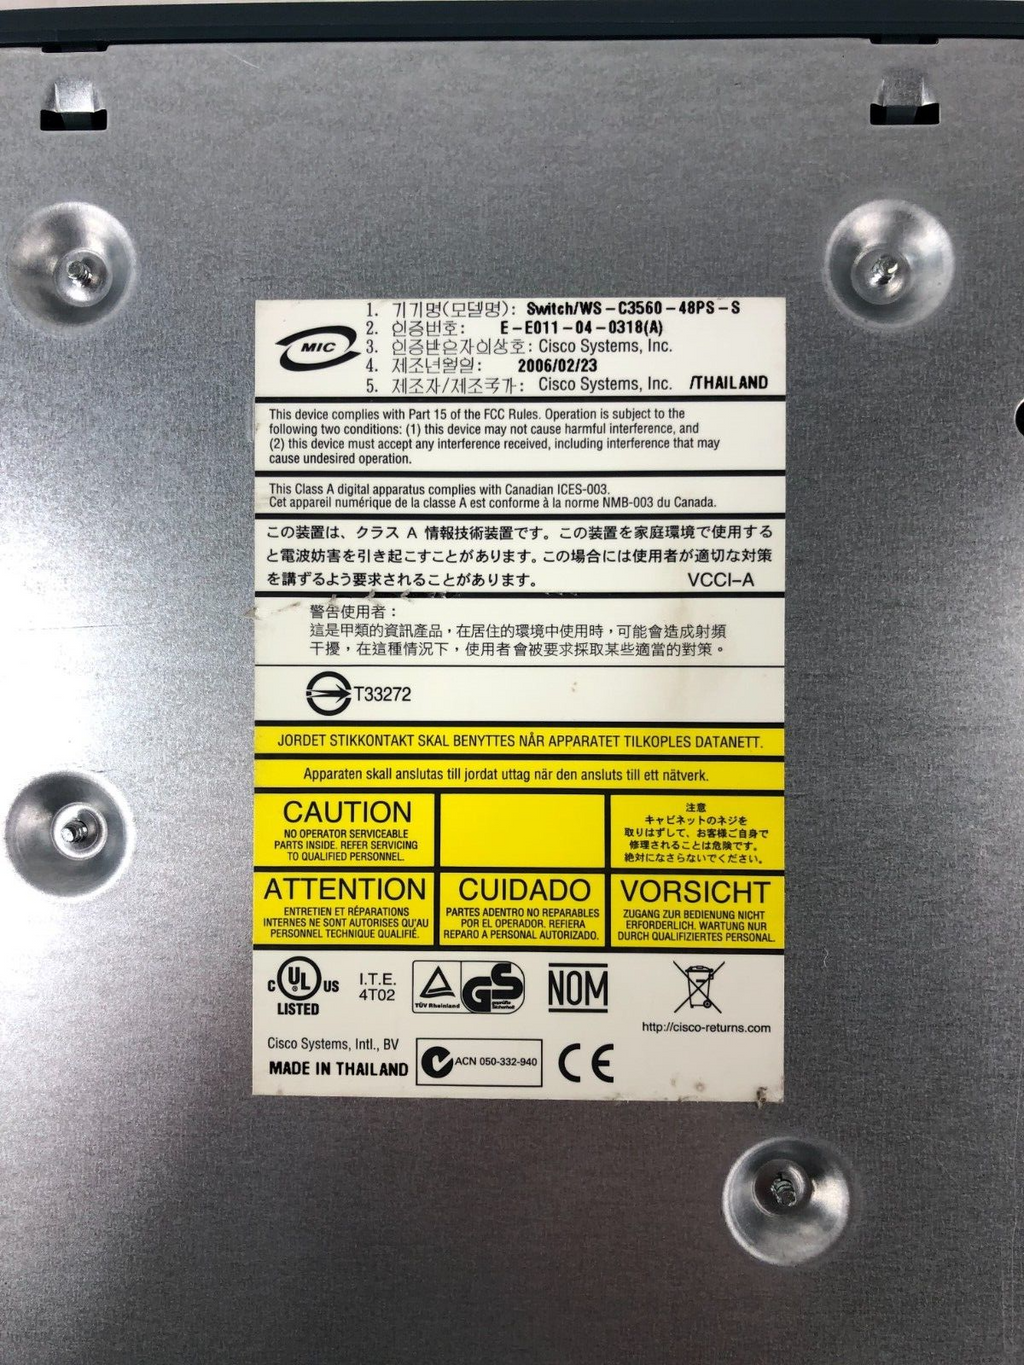 MIC
1. 기기명(모델명): Switch/WS-C3560-48PS-S
2. 인증번호: E-E011-04-0318(A)
3. 인증받은자의상호: Cisco Systems, Inc.
4. 제조년월일: 2006/02/23
5. 제조자/제조국가: Cisco Systems, Inc. /THAILAND
This device complies with Part 15 of the FCC Rules. Operation is subject to the
following two conditions: (1) this device may not cause harmful interference, and
(2) this device must accept any interference received, including interference that may
cause undesired operation.
This Class A digital apparatus complies with Canadian ICES-003.
Cet appareil numérique de la classe A est conforme à la norme NMB-003 du Canada.
この装置は、クラス A 情報技術装置です。この装置を家庭環境で使用する
と電波妨害を引き起こすことがあります。この場合には使用者が適切な対策
を講ずるよう要求されることがあります。 VCCI-A
警告使用者：
這是甲類的資訊產品，在居住的環境中使用時，可能會造成射頻
干擾，在這種情況下，使用者會被要求採取某些適當的對策。
T33272
JORDET STIKKONTAKT SKAL BENYTTES NÅR APPARATET TILKOPLES DATANETT.
Apparaten skall anslutas till jordat uttag när den ansluts till ett nätverk.
CAUTION
NO OPERATOR SERVICEABLE
PARTS INSIDE. REFER SERVICING
TO QUALIFIED PERSONNEL.
注意
キャビネットのネジを
取りはずして、お客様ご自身で
修理されることは危険です。
絶対になさらないでください。
ATTENTION
ENTRETIEN ET RÉPARATIONS
INTERNES NE SONT AUTORISES QU'AU
PERSONNEL TECHNIQUE QUALIFIÉ.
CUIDADO
PARTES ADENTRO NO REPARABLES
POR EL OPERADOR. REFIERA
REPARO A PERSONAL AUTORIZADO.
VORSICHT
ZUGANG ZUR BEDIENUNG NICHT
ERFORDERLICH. WARTUNG NUR
DURCH QUALIFIZIERTES PERSONAL.
C UL US
LISTED
I.T.E.
4T02
TÜV Rheinland
GS
geprüfte
Sicherheit
NOM
http://cisco-returns.com
Cisco Systems, Intl., BV
MADE IN THAILAND
ACN 050-332-940
CE